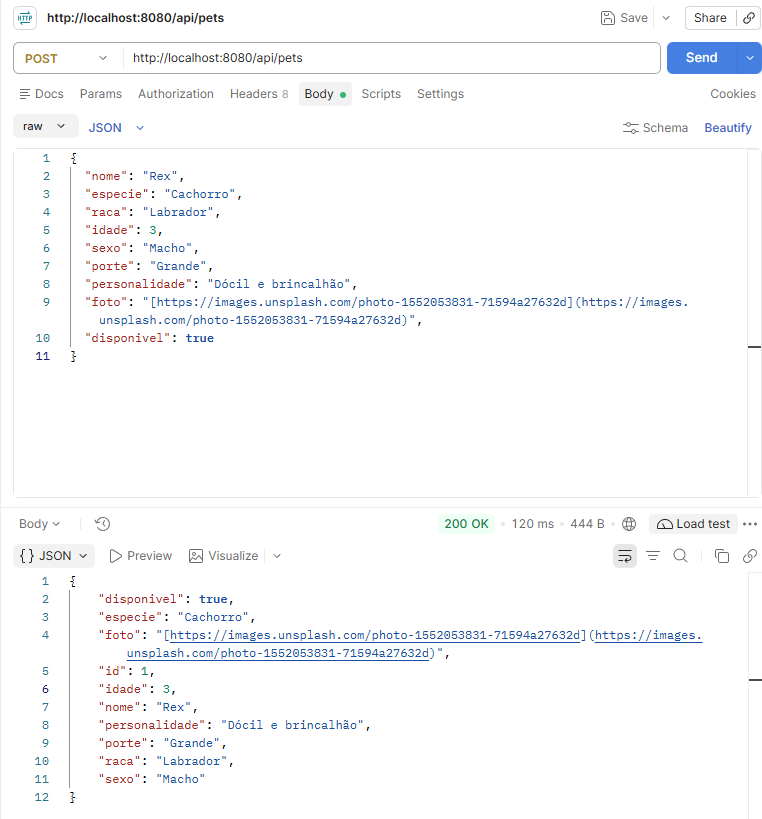 HTTP http://localhost:8080/api/pets Save Share
POST http://localhost:8080/api/pets Send
Docs Params Authorization Headers 8 Body Scripts Settings Cookies
raw JSON Schema Beautify
1 {
2 "nome": "Rex",
3 "especie": "Cachorro",
4 "raca": "Labrador",
5 "idade": 3,
6 "sexo": "Macho",
7 "porte": "Grande",
8 "personalidade": "Dócil e brincalhão",
9 "foto": "[https://images.unsplash.com/photo-1552053831-71594a27632d](https://images.
unsplash.com/photo-1552053831-71594a27632d)",
10 "disponivel": true
11 }
Body 200 OK • 120 ms • 444 B • Load test
{} JSON Preview Visualize
1 {
2 "disponivel": true,
3 "especie": "Cachorro",
4 "foto": "[https://images.unsplash.com/photo-1552053831-71594a27632d](https://images.
unsplash.com/photo-1552053831-71594a27632d)",
5 "id": 1,
6 "idade": 3,
7 "nome": "Rex",
8 "personalidade": "Dócil e brincalhão",
9 "porte": "Grande",
10 "raca": "Labrador",
11 "sexo": "Macho"
12 }